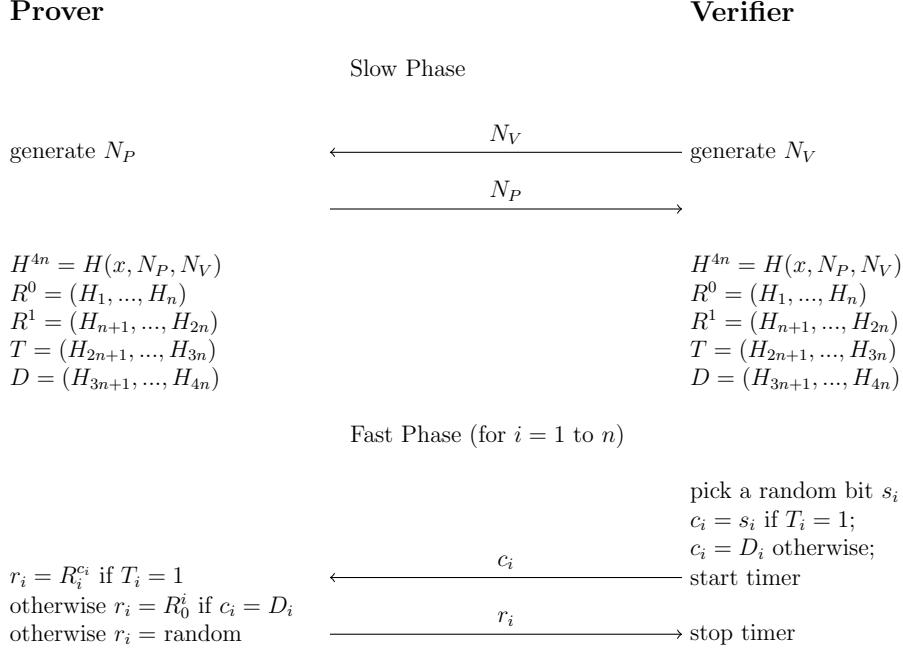 Prover Verifier
Slow Phase
N_V
generate N_P generate N_V
N_P
H^{4n} = H(x, N_P, N_V) H^{4n} = H(x, N_P, N_V)
R^0 = (H_1, ..., H_n) R^0 = (H_1, ..., H_n)
R^1 = (H_{n+1}, ..., H_{2n}) R^1 = (H_{n+1}, ..., H_{2n})
T = (H_{2n+1}, ..., H_{3n}) T = (H_{2n+1}, ..., H_{3n})
D = (H_{3n+1}, ..., H_{4n}) D = (H_{3n+1}, ..., H_{4n})
Fast Phase (for i = 1 to n)
pick a random bit s_i
c_i = s_i if T_i = 1;
c_i = D_i otherwise;
c_i
r_i = R_i^{c_i} if T_i = 1 start timer
otherwise r_i = R_0^i if c_i = D_i
r_i
otherwise r_i = random stop timer